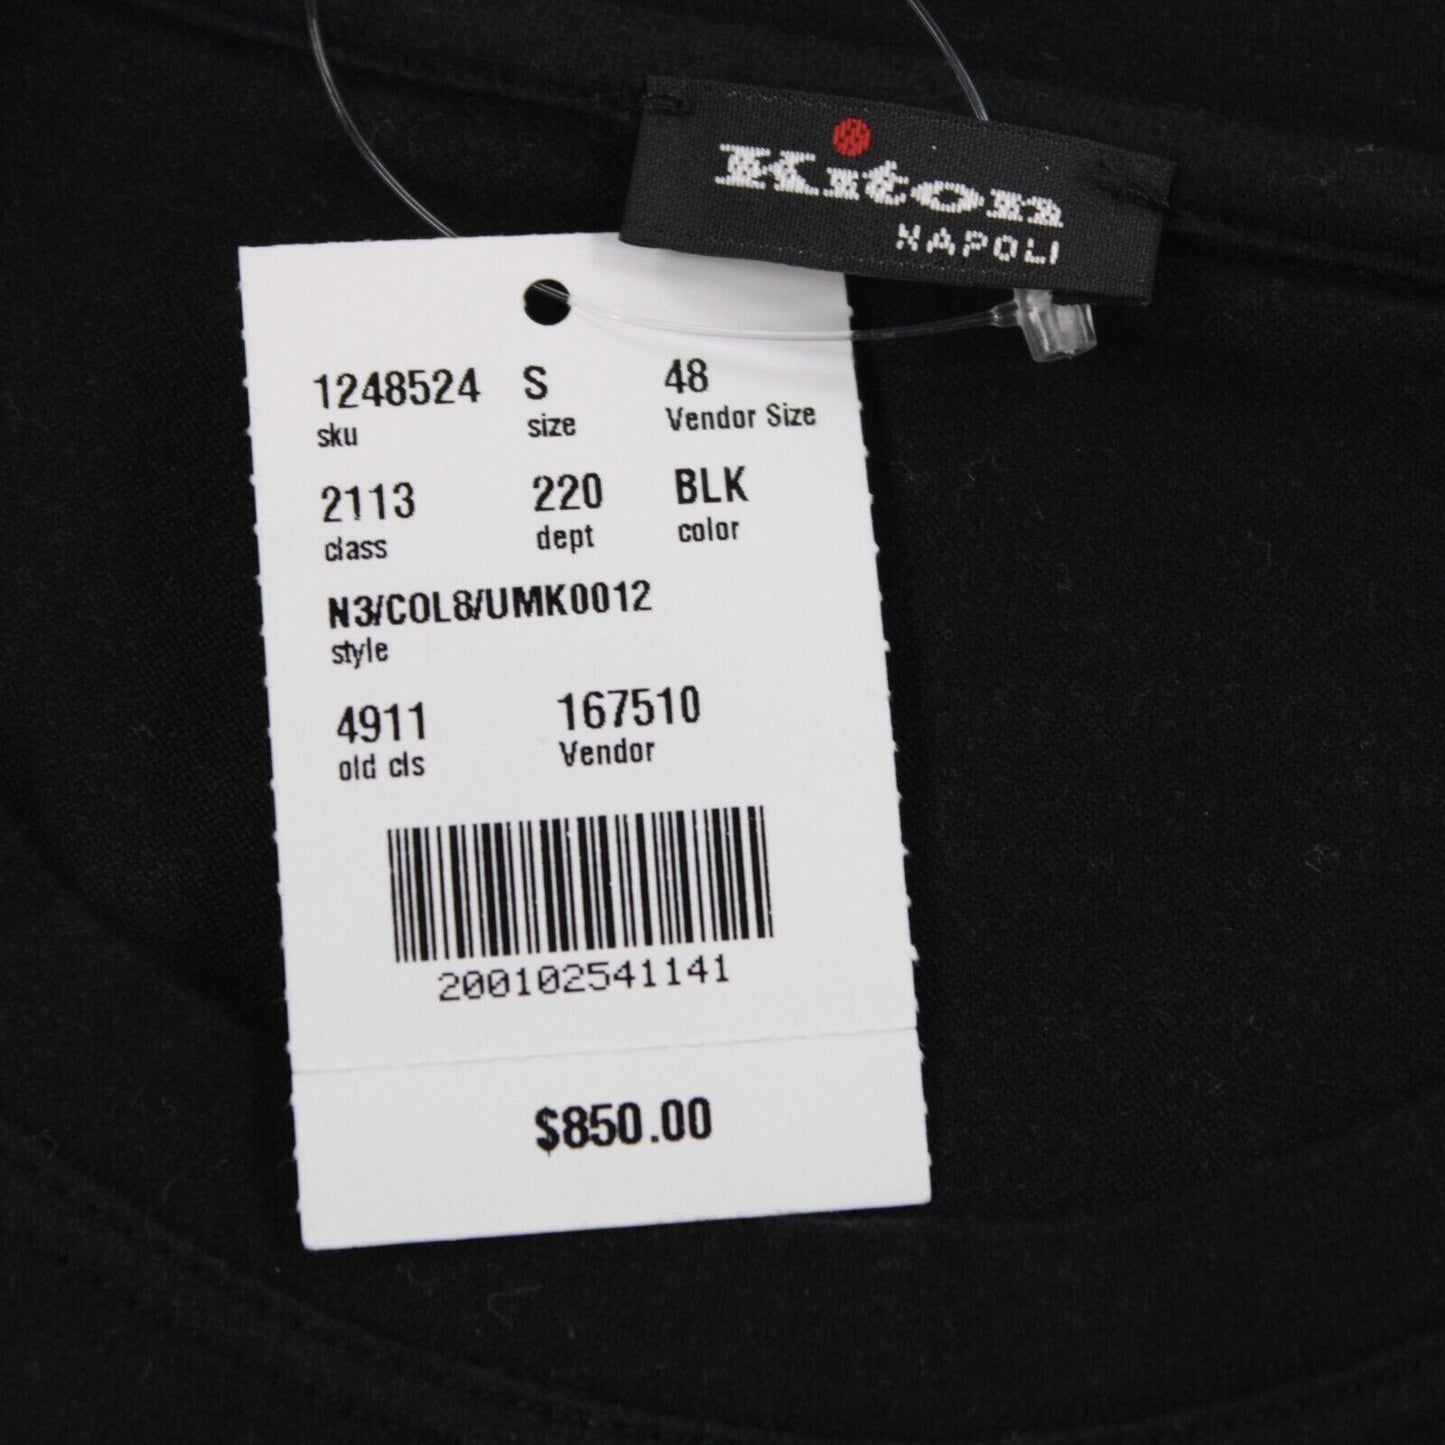 Kiton
NAPOLI
1248524 S 48
sku size Vendor Size
2113 220 BLK
class dept color
N3/COL8/UMK0012
style
4911 167510
old cls Vendor
200102541141
$850.00